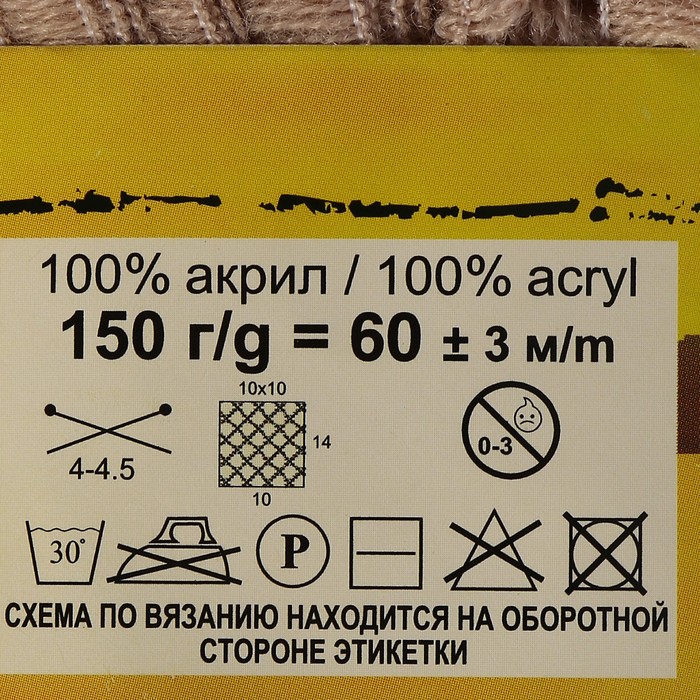 100% акрил / 100% acryl
150 г/g = 60 ± 3 м/m
10x10
4-4.5
14
10
0-3
30°
P
СХЕМА ПО ВЯЗАНИЮ НАХОДИТСЯ НА ОБОРОТНОЙ
СТОРОНЕ ЭТИКЕТКИ